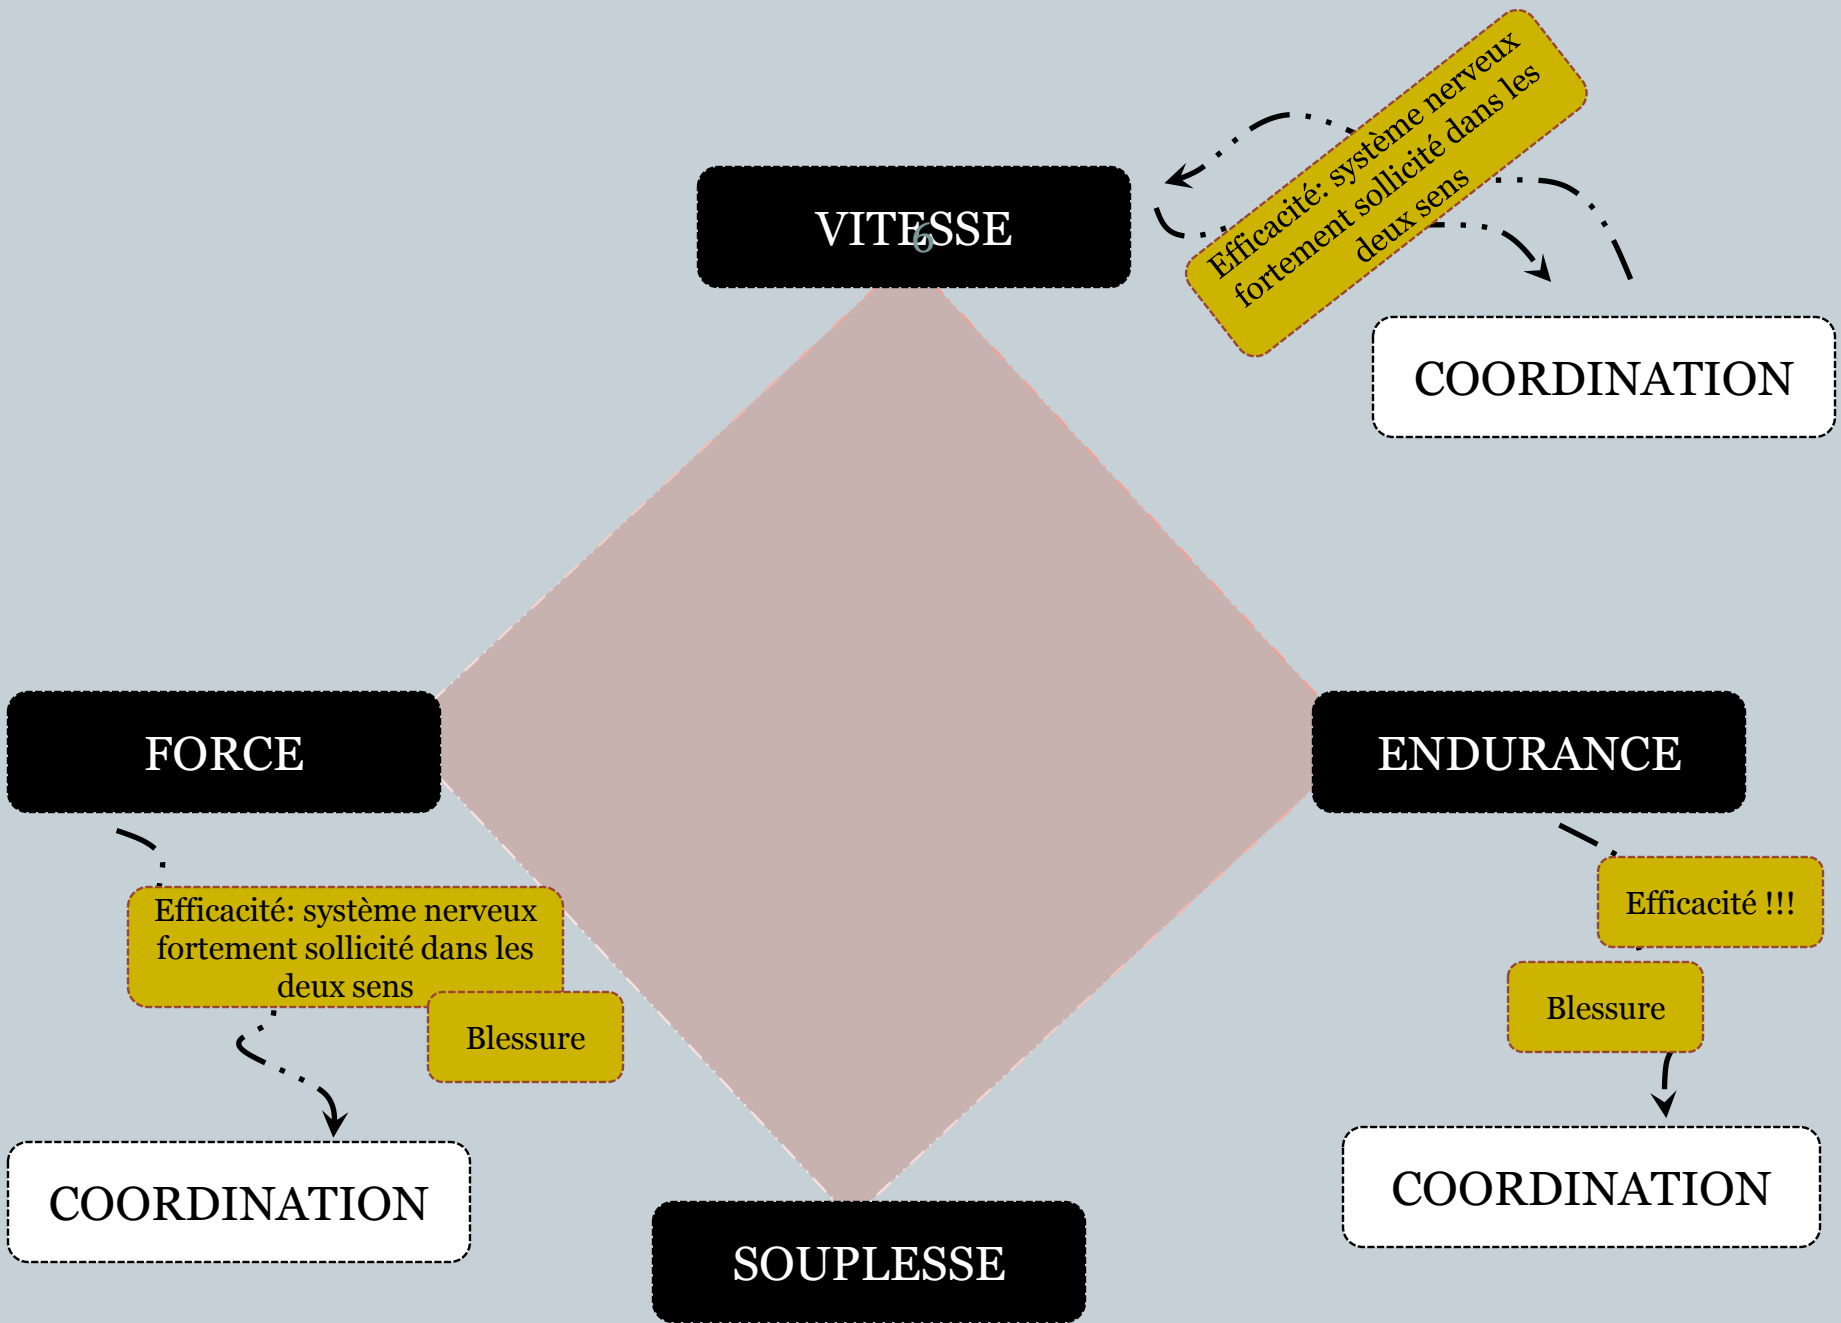 Efficacité: système nerveux
fortement sollicité dans les
deux sens
VITESSE
6
COORDINATION
FORCE
ENDURANCE
Efficacité: système nerveux
fortement sollicité dans les
deux sens
Blessure
Efficacité !!!
Blessure
COORDINATION
COORDINATION
SOUPLESSE